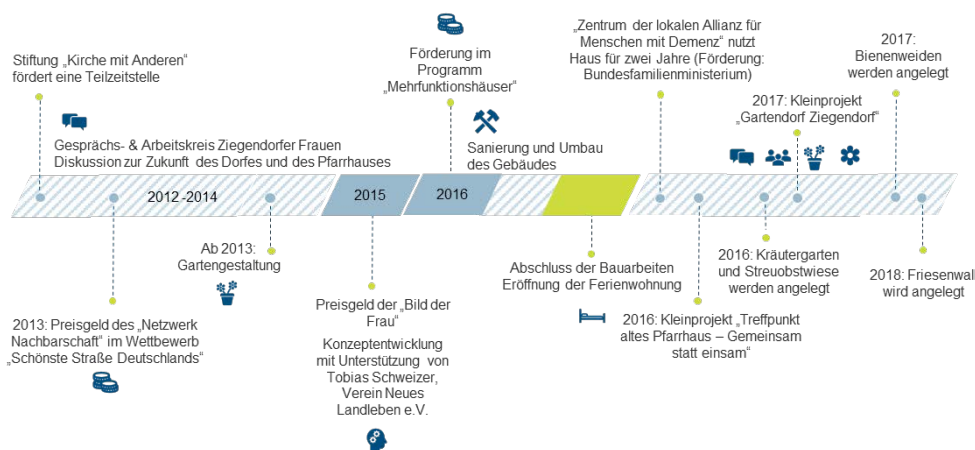 Stiftung „Kirche mit Anderen“
fördert eine Teilzeitstelle
Gesprächs- & Arbeitskreis Ziegendorfer Frauen
Diskussion zur Zukunft des Dorfes und des Pfarrhauses
Förderung im
Programm
„Mehrfunktionshäuser“
Sanierung und Umbau
des Gebäudes
„Zentrum der lokalen Allianz für
Menschen mit Demenz“ nutzt
Haus für zwei Jahre (Förderung:
Bundesfamilienministerium)
2017: Kleinprojekt
„Gartendorf Ziegendorf“
2017:
Bienenweiden
werden angelegt
2012 -2014
2015
2016
2013: Preisgeld des „Netzwerk
Nachbarschaft“ im Wettbewerb
„Schönste Straße Deutschlands“
Ab 2013:
Gartengestaltung
Preisgeld der „Bild der
Frau“
Konzeptentwicklung
mit Unterstützung von
Tobias Schweizer,
Verein Neues
Landleben e.V.
Abschluss der Bauarbeiten
Eröffnung der Ferienwohnung
2016: Kleinprojekt „Treffpunkt
altes Pfarrhaus – Gemeinsam
statt einsam“
2016: Kräutergarten
und Streuobstwiese
werden angelegt
2018: Friesenwall
wird angelegt